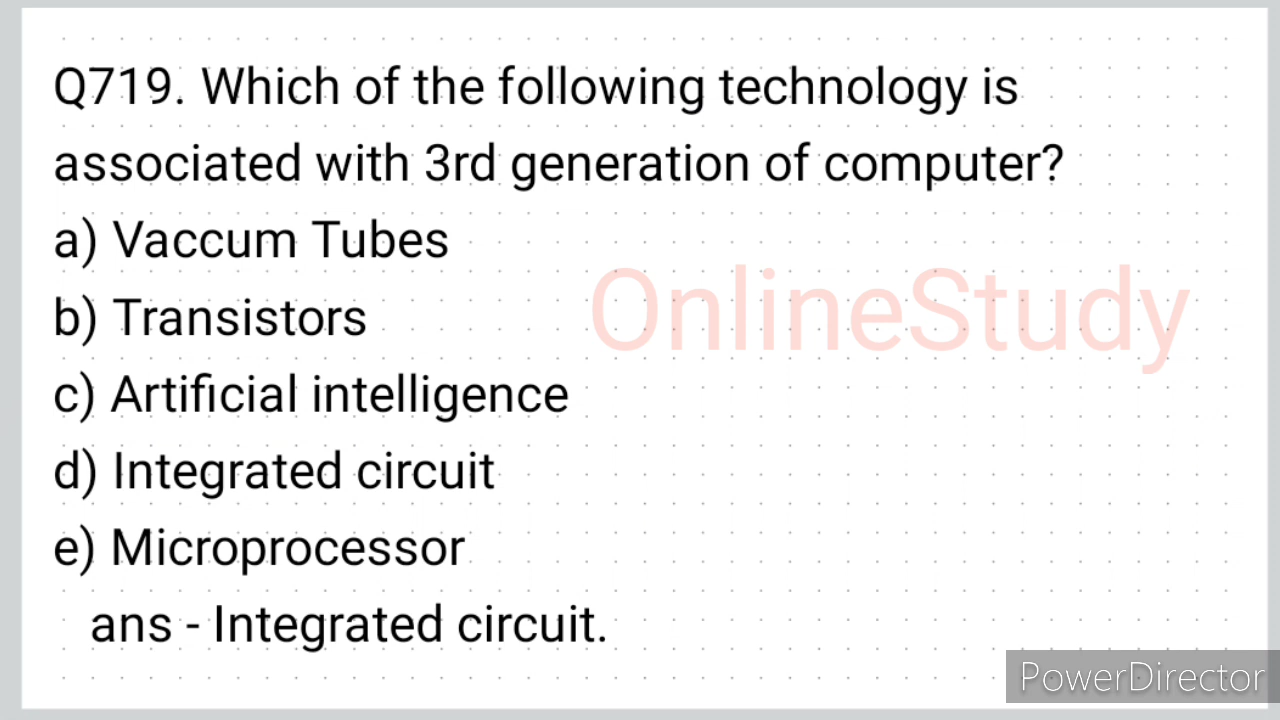 Q719. Which of the following technology is
associated with 3rd generation of computer?
a) Vaccum Tubes
OnlineStudy
b) Transistors
c) Artificial intelligence
d) Integrated circuit
e) Microprocessor
ans - Integrated circuit.
PowerDirector